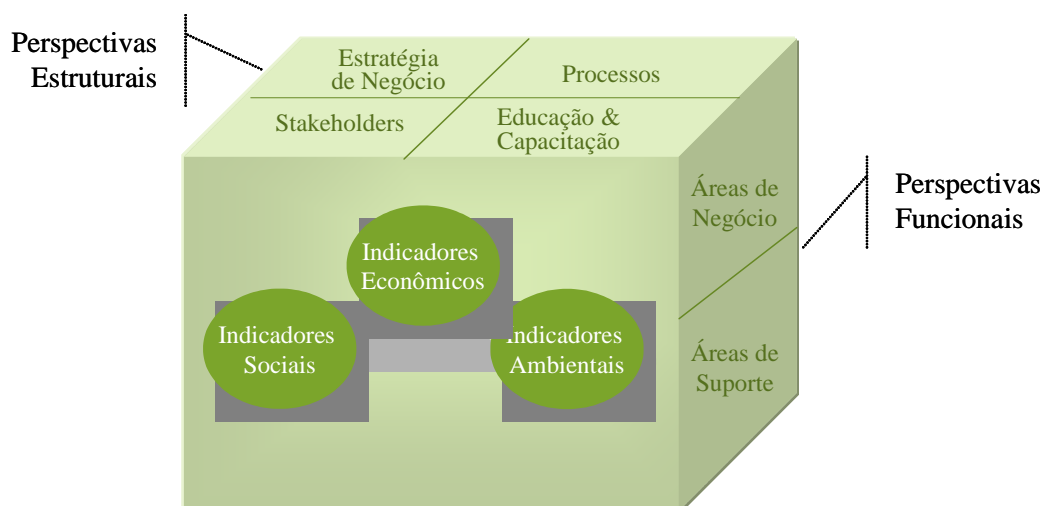 Perspectivas
Estruturais
Estratégia
de Negócio
Processos
Stakeholders
Educação &
Capacitação
Áreas de
Negócio
Perspectivas
Funcionais
Indicadores
Econômicos
Indicadores
Sociais
Indicadores
Ambientais
Áreas de
Suporte